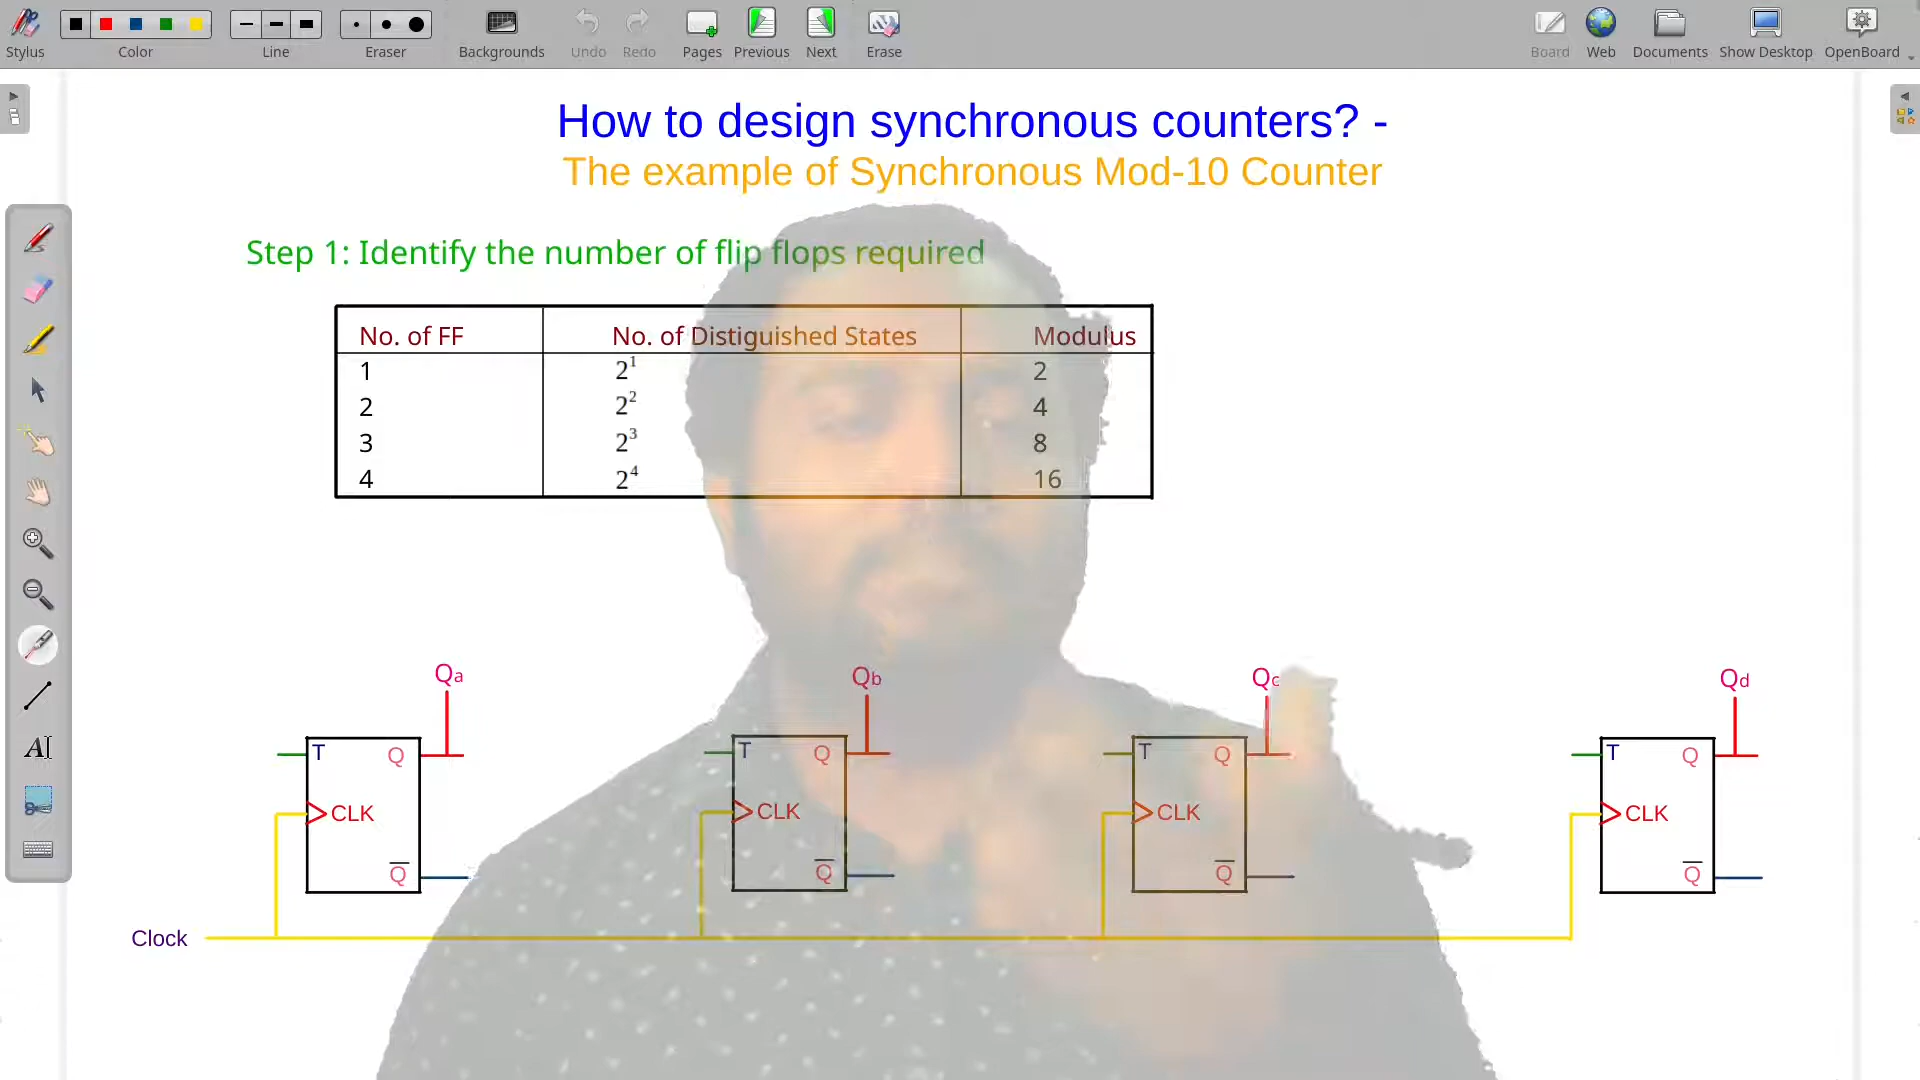 Stylus
Color
Line
Eraser
Backgrounds
Undo
Redo
Pages
Previous
Next
Erase
Board
Web
Documents
Show Desktop
OpenBoard
How to design synchronous counters? -
The example of Synchronous Mod-10 Counter
Step 1: Identify the number of flip flops required
No. of FF No. of Distiguished States Modulus
1 2¹ 2
2 2² 4
3 2³ 8
4 2⁴ 16
Qa Qb Qc Qd
T Q T Q T Q T Q
CLK CLK CLK CLK
Q̅ Q̅ Q̅ Q̅
Clock